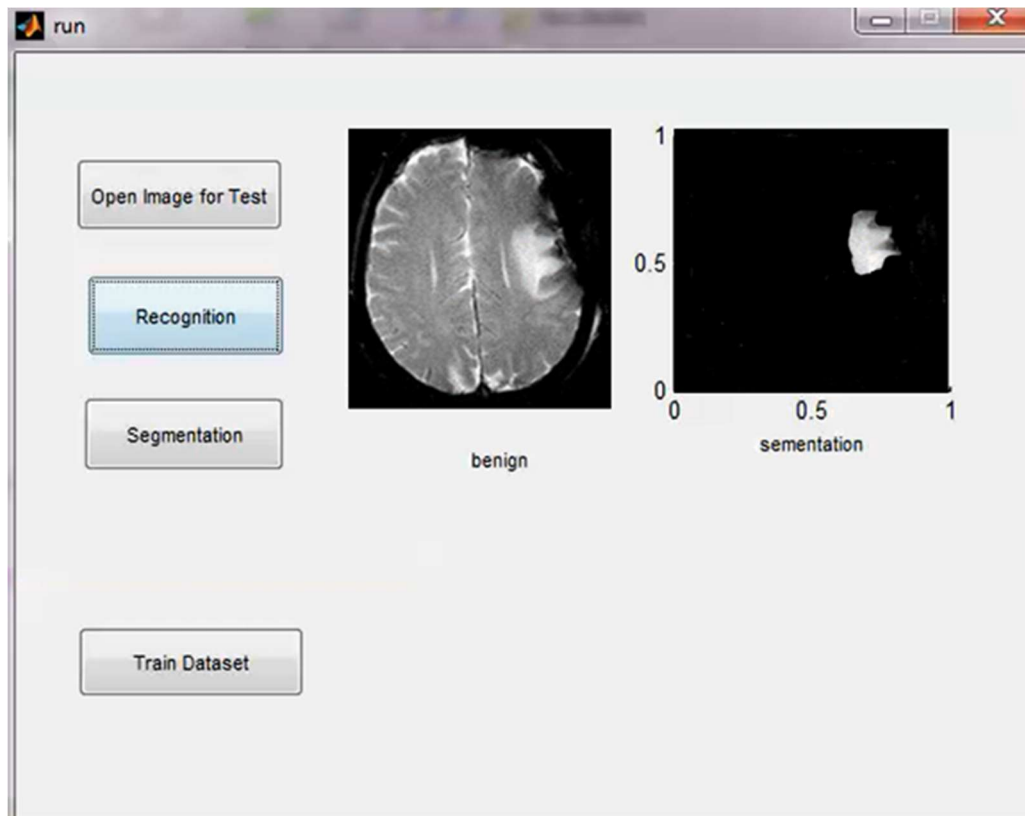 run
Open Image for Test
Recognition
Segmentation
Train Dataset
benign
1
0.5
0
0
0.5
1
sementation